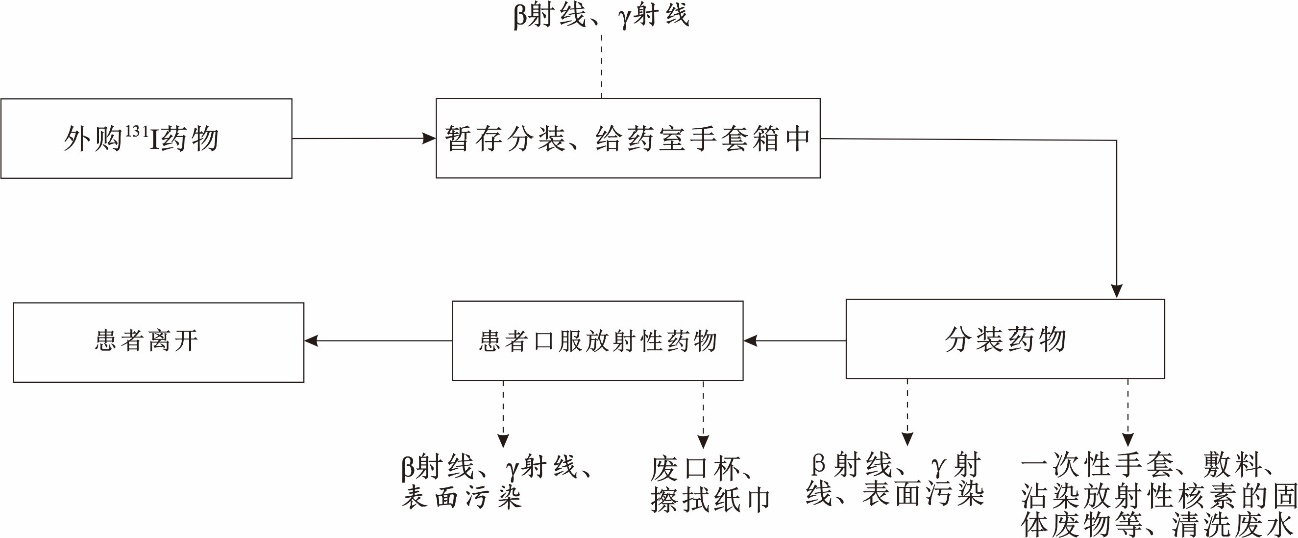 β射线、γ射线
外购¹³¹I药物
暂存分装、给药室手套箱中
患者离开
患者口服放射性药物
分装药物
β射线、γ射线、
表面污染
废口杯、
擦拭纸巾
β射线、γ射
线、表面污染
一次性手套、敷料、
沾染放射性核素的固
体废物等、清洗废水